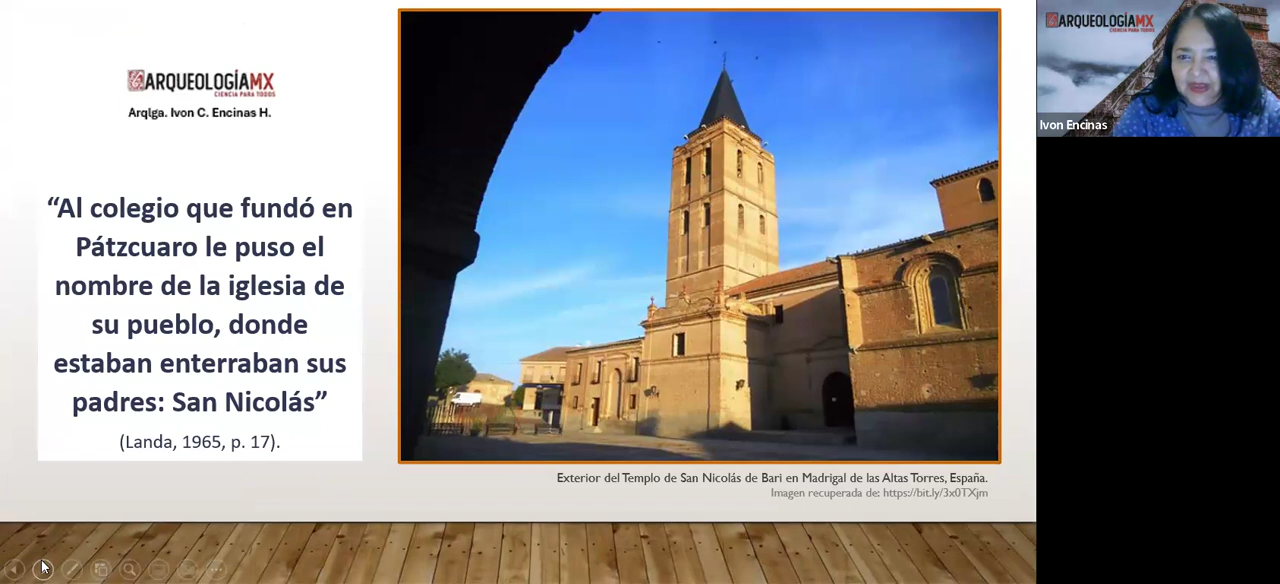 ARQUEOLOGÍAMX
CIENCIA PARA TODOS
Arqlga. Ivon C. Encinas H.
“Al colegio que fundó en
Pátzcuaro le puso el
nombre de la iglesia de
su pueblo, donde
estaban enterraban sus
padres: San Nicolás”
(Landa, 1965, p. 17).
Exterior del Templo de San Nicolás de Bari en Madrigal de las Altas Torres, España.
Imagen recuperada de: https://bit.ly/3x0TXjm
ARQUEOLOGÍAMX
CIENCIA PARA TODOS
Ivon Encinas